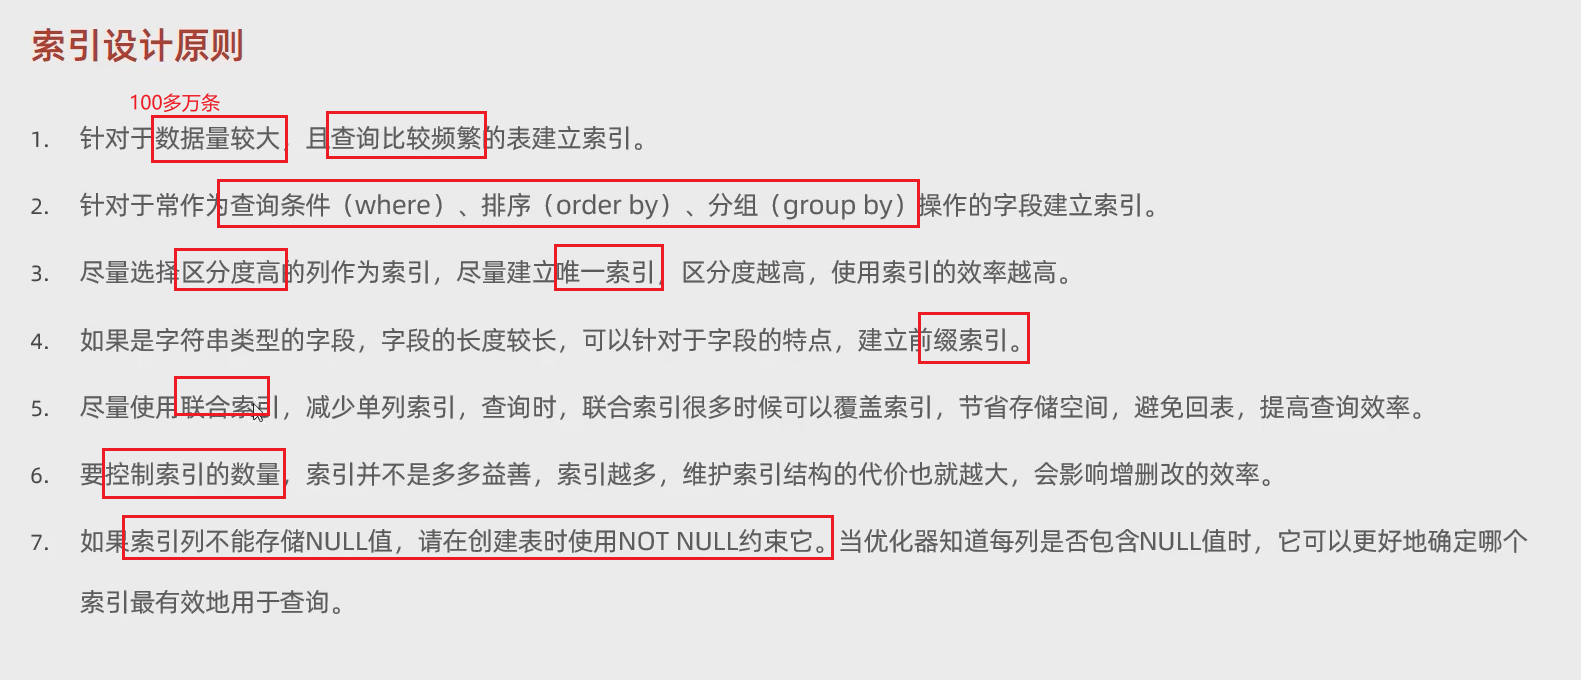 索引设计原则
100多万条
1. 针对于数据量较大，且查询比较频繁的表建立索引。
2. 针对于常作为查询条件（where）、排序（order by）、分组（group by）操作的字段建立索引。
3. 尽量选择区分度高的列作为索引，尽量建立唯一索引，区分度越高，使用索引的效率越高。
4. 如果是字符串类型的字段，字段的长度较长，可以针对于字段的特点，建立前缀索引。
5. 尽量使用联合索引，减少单列索引，查询时，联合索引很多时候可以覆盖索引，节省存储空间，避免回表，提高查询效率。
6. 要控制索引的数量，索引并不是多多益善，索引越多，维护索引结构的代价也就越大，会影响增删改的效率。
7. 如果索引列不能存储NULL值，请在创建表时使用NOT NULL约束它。当优化器知道每列是否包含NULL值时，它可以更好地确定哪个
索引最有效地用于查询。